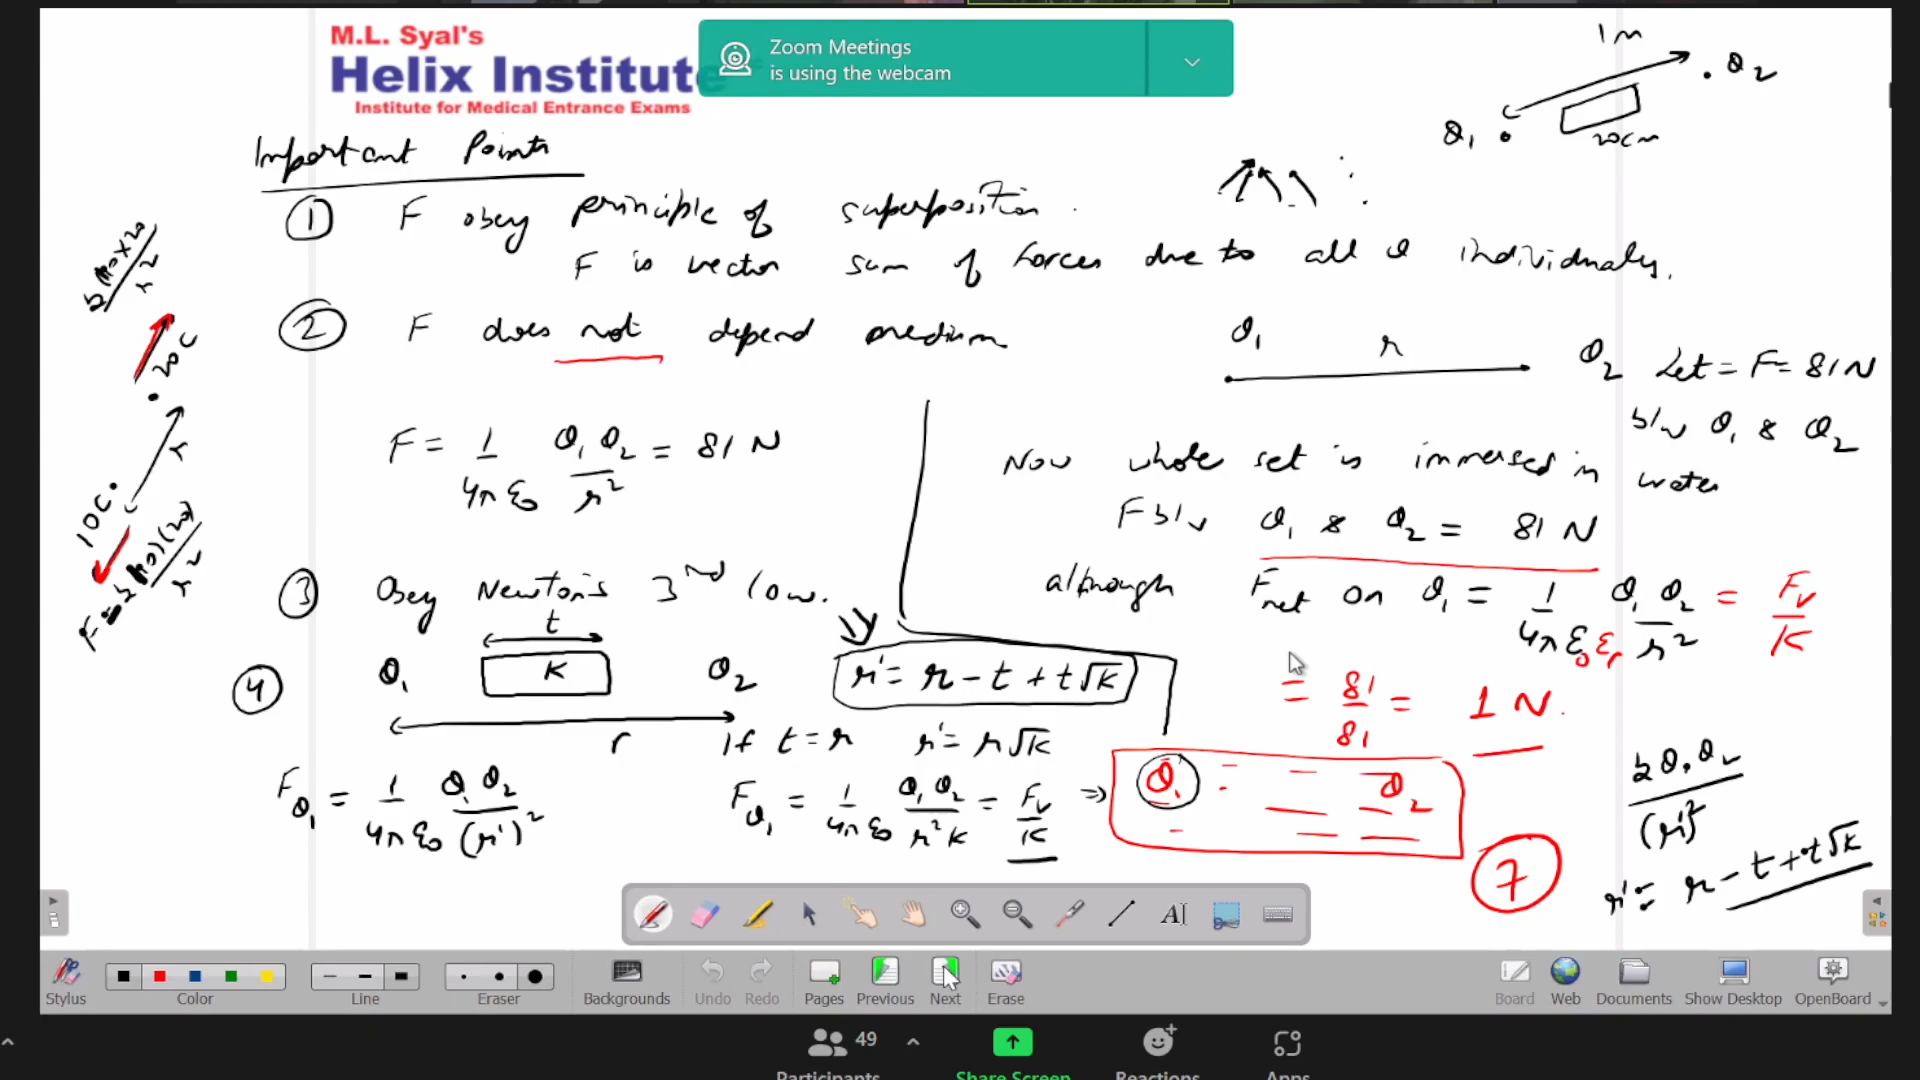 M.L. Syal's
Helix Institute
Institute for Medical Entrance Exams
Zoom Meetings
is using the webcam
1m
Q1 Q2
20cm
Important Points
① F obey principle of superposition.
F is vector sum of forces due to all Q individually.
② F does not depend medium
Q1 r Q2 Let = F = 81 N
b/w Q1 & Q2
F = 1/4πε0 Q1Q2/r² = 81 N
Now whole set is immersed in water
F b/w Q1 & Q2 = 81 N
although Fnet on Q1 = 1/4πε0εr Q1Q2/r² = Fv/K
= 81/81 = 1 N.
20C
r
10C
③ Obey Newton's 3rd law.
t
④ Q1 K Q2
r
r' = r - t + t√K
If t = r r' = r√K
FQ1 = 1/4πε0 Q1Q2/(r')²
FQ1 = 1/4πε0 Q1Q2/r²K = Fv/K ⇒ Q1 Q2
7
Q1Q2/(r')²
r' = r - t + t√K
Stylus
Color
Line
Eraser
Backgrounds
Undo
Redo
Pages
Previous
Next
Erase
Board
Web
Documents
Show Desktop
OpenBoard
49
Participants
Share Screen
Reactions
Apps